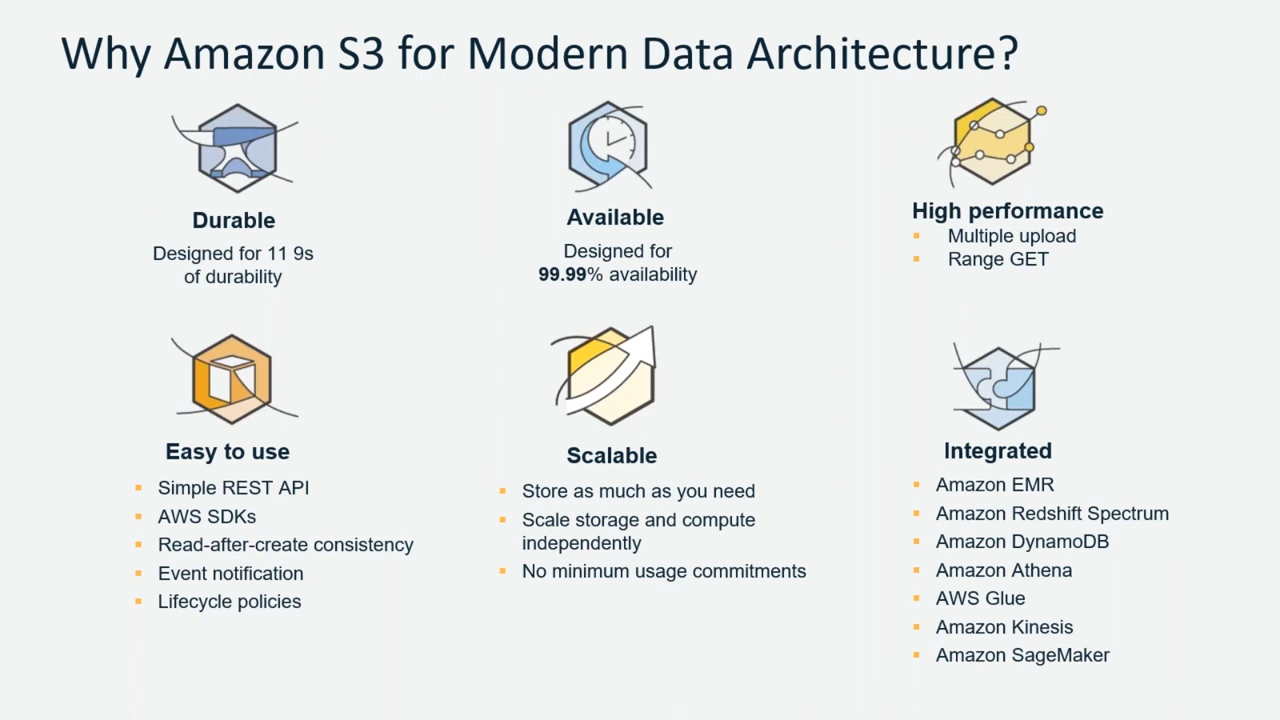 Why Amazon S3 for Modern Data Architecture?
Durable
Designed for 11 9s
of durability
Available
Designed for
99.99% availability
High performance
▪ Multiple upload
▪ Range GET
Easy to use
▪ Simple REST API
▪ AWS SDKs
▪ Read-after-create consistency
▪ Event notification
▪ Lifecycle policies
Scalable
▪ Store as much as you need
▪ Scale storage and compute
independently
▪ No minimum usage commitments
Integrated
▪ Amazon EMR
▪ Amazon Redshift Spectrum
▪ Amazon DynamoDB
▪ Amazon Athena
▪ AWS Glue
▪ Amazon Kinesis
▪ Amazon SageMaker